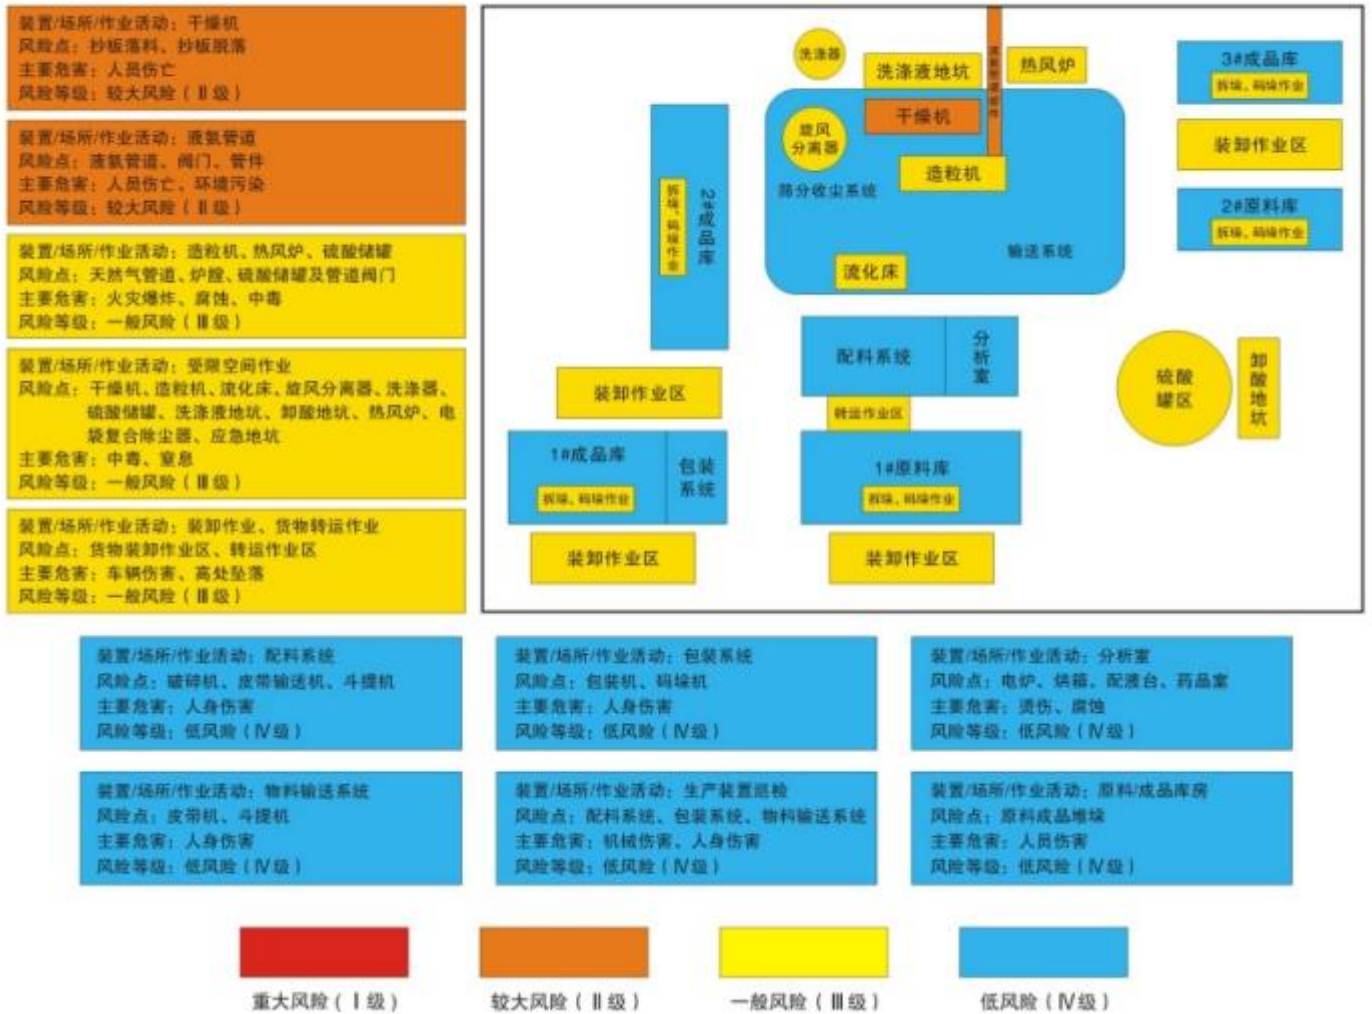 装置/场所/作业活动：干燥机
风险点：抄板落料、抄板脱落
主要危害：人员伤亡
风险等级：较大风险（Ⅱ级）
装置/场所/作业活动：液氨管道
风险点：液氨管道、阀门、管件
主要危害：人员伤亡、环境污染
风险等级：较大风险（Ⅱ级）
装置/场所/作业活动：造粒机、热风炉、硫酸储罐
风险点：天然气管道、炉膛、硫酸储罐及管道阀门
主要危害：火灾爆炸、腐蚀、中毒
风险等级：一般风险（Ⅲ级）
装置/场所/作业活动：受限空间作业
风险点：干燥机、造粒机、流化床、旋风分离器、洗涤器、
硫酸储罐、洗涤液地坑、卸酸地坑、热风炉、电
袋复合除尘器、应急地坑
主要危害：中毒、窒息
风险等级：一般风险（Ⅲ级）
装置/场所/作业活动：装卸作业、货物转运作业
风险点：货物装卸作业区、转运作业区
主要危害：车辆伤害、高处坠落
风险等级：一般风险（Ⅲ级）
洗涤器
洗涤液地坑
热风炉
干燥机
旋风
分离器
造粒机
筛分收尘系统
输送系统
流化床
3#成品库
拆垛、码垛作业
装卸作业区
2#原料库
拆垛、码垛作业
2#成品库
拆垛、码垛作业
配料系统
分析室
转运作业区
硫酸
罐区
卸酸地坑
装卸作业区
1#成品库
拆垛、码垛作业
包装
系统
1#原料库
拆垛、码垛作业
装卸作业区
装卸作业区
装置/场所/作业活动：配料系统
风险点：破碎机、皮带输送机、斗提机
主要危害：人身伤害
风险等级：低风险（Ⅳ级）
装置/场所/作业活动：包装系统
风险点：包装机、码垛机
主要危害：人身伤害
风险等级：低风险（Ⅳ级）
装置/场所/作业活动：分析室
风险点：电炉、烘箱、配液台、药品室
主要危害：烫伤、腐蚀
风险等级：低风险（Ⅳ级）
装置/场所/作业活动：物料输送系统
风险点：皮带机、斗提机
主要危害：人身伤害
风险等级：低风险（Ⅳ级）
装置/场所/作业活动：生产装置巡检
风险点：配料系统、包装系统、物料输送系统
主要危害：机械伤害、人身伤害
风险等级：低风险（Ⅳ级）
装置/场所/作业活动：原料/成品库房
风险点：原料成品堆垛
主要危害：人员伤害
风险等级：低风险（Ⅳ级）
重大风险（Ⅰ级）
较大风险（Ⅱ级）
一般风险（Ⅲ级）
低风险（Ⅳ级）